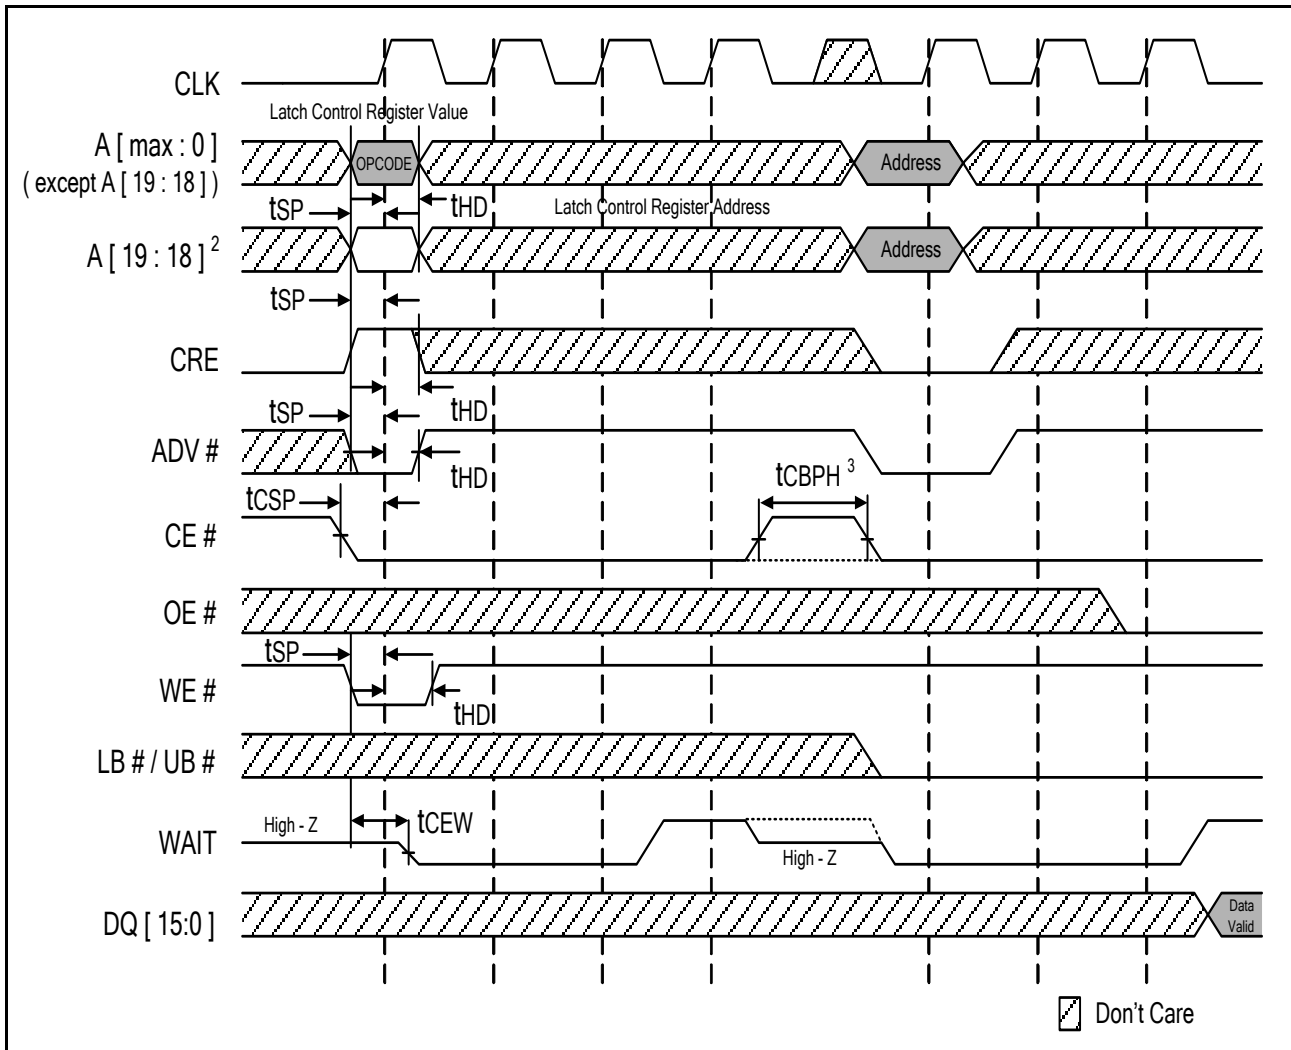 CLK
Latch Control Register Value
A [ max : 0 ]
( except A [ 19 : 18 ] )
OPCODE
Address
tSP
tHD
Latch Control Register Address
A [ 19 : 18 ] 2
Address
tSP
CRE
tSP
tHD
ADV #
tHD
tCBPH 3
tCSP
CE #
OE #
tSP
WE #
tHD
LB # / UB #
High - Z
tCEW
WAIT
High - Z
DQ [ 15:0 ]
Data
Valid
Don't Care